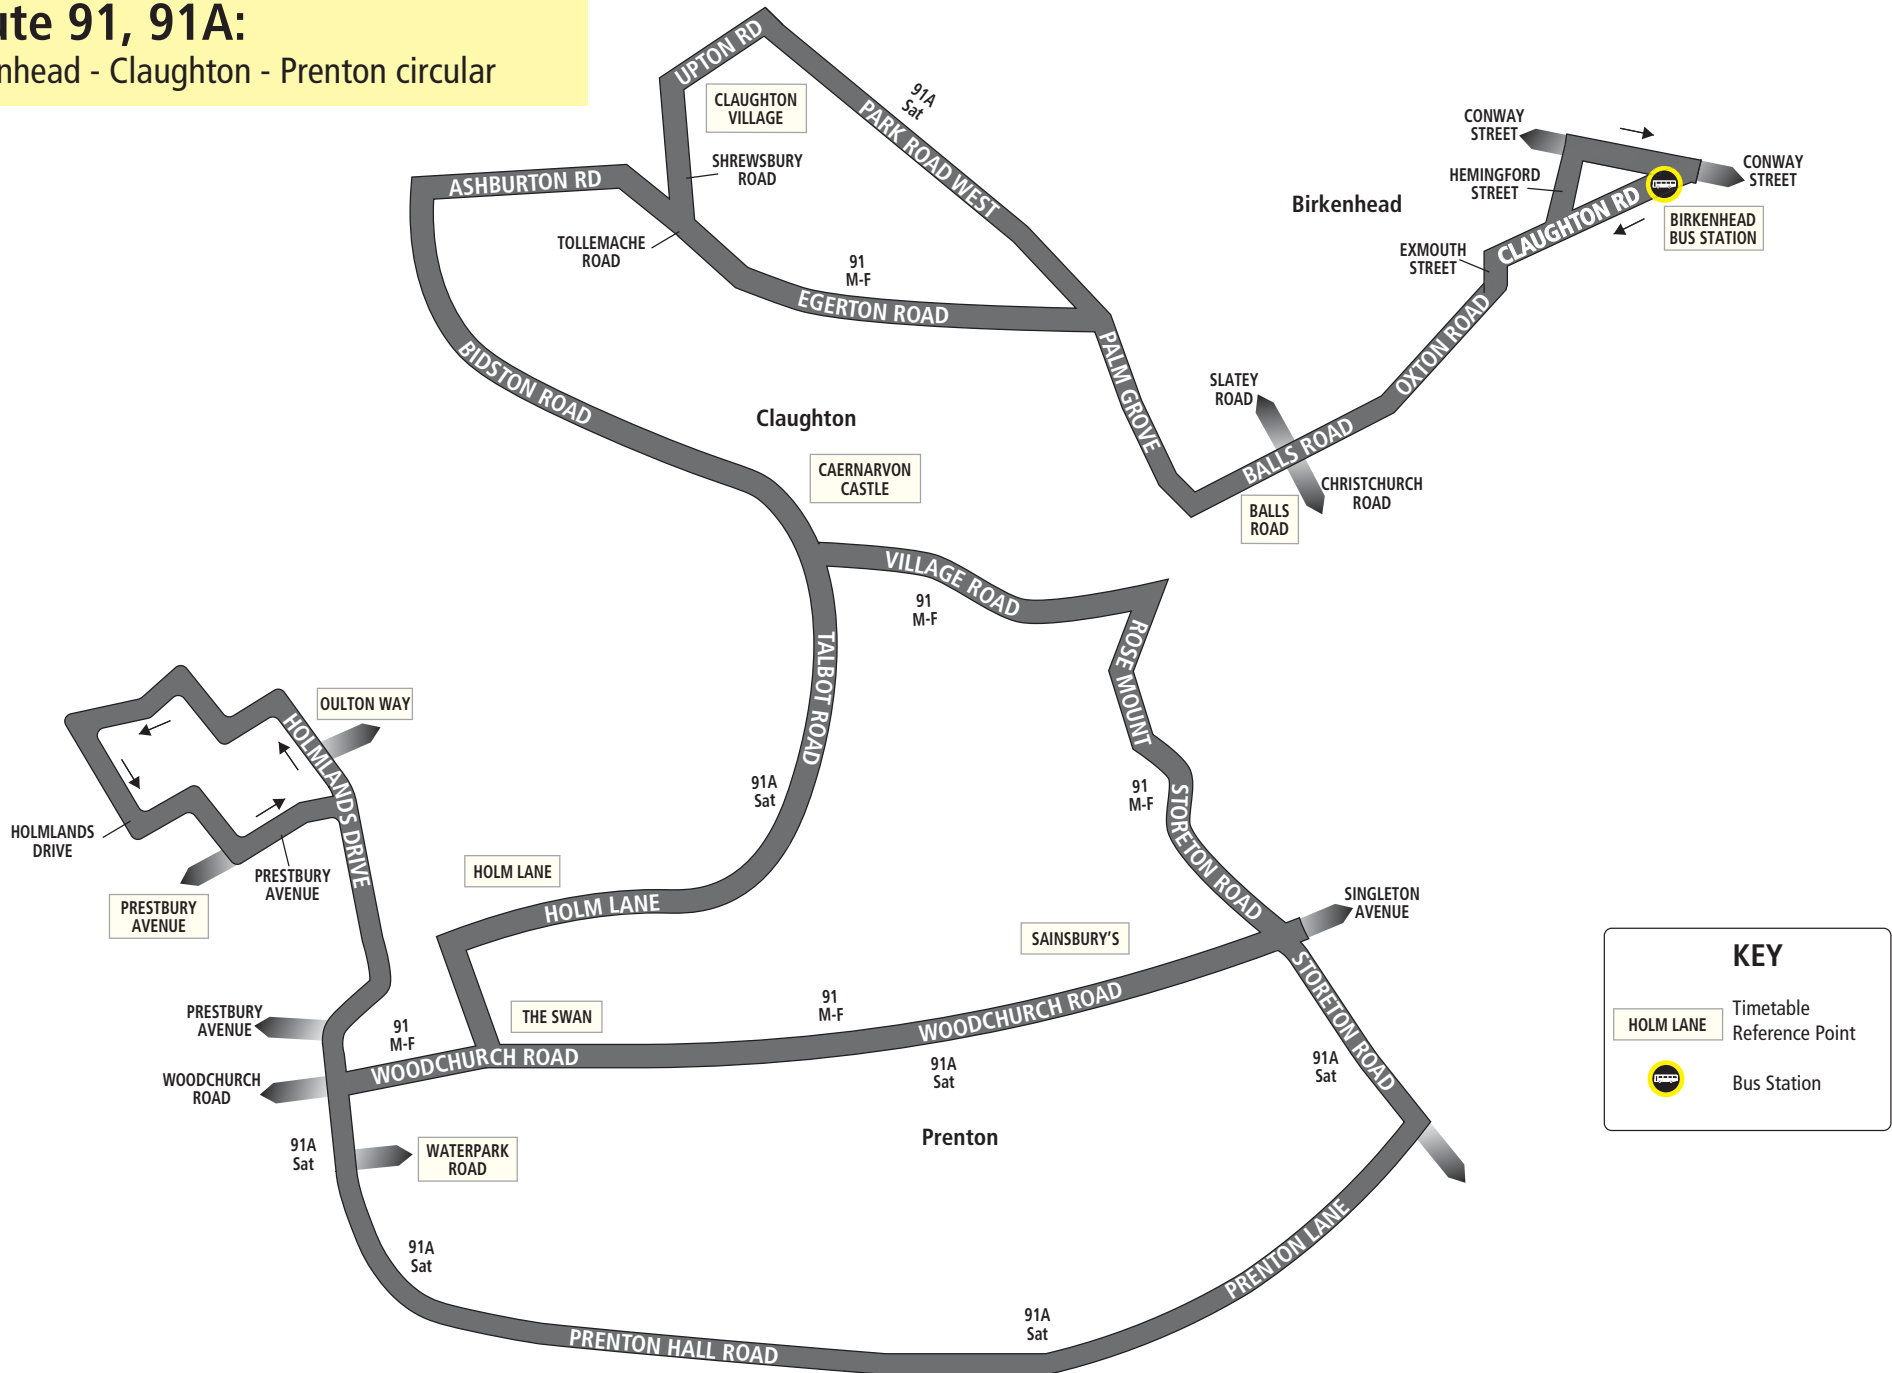 ute 91, 91A:
nhead - Claughton - Prenton circular
UPTON RD
CLAUGHTON
VILLAGE
91A
Sat
PARK ROAD WEST
SHREWSBURY
ROAD
ASHBURTON RD
TOLLEMACHE
ROAD
91
M-F
EGERTON ROAD
Birkenhead
CONWAY
STREET
CONWAY
STREET
HEMINGFORD
STREET
CLAUGHTON RD
BIRKENHEAD
BUS STATION
EXMOUTH
STREET
OXTON ROAD
PALM GROVE
SLATEY
ROAD
BALLS ROAD
CHRISTCHURCH
ROAD
BALLS
ROAD
BIDSTON ROAD
Claughton
CAERNARVON
CASTLE
VILLAGE ROAD
91
M-F
ROSE MOUNT
TALBOT ROAD
91A
Sat
91
M-F
STORETON ROAD
OULTON WAY
HOLMLANDS DRIVE
HOLMLANDS
DRIVE
PRESTBURY
AVENUE
PRESTBURY
AVENUE
HOLM LANE
HOLM LANE
SINGLETON
AVENUE
SAINSBURY'S
PRESTBURY
AVENUE
91
M-F
THE SWAN
91
M-F
WOODCHURCH ROAD
WOODCHURCH ROAD
WOODCHURCH
ROAD
91A
Sat
STORETON ROAD
91A
Sat
Prenton
91A
Sat
WATERPARK
ROAD
91A
Sat
PRENTON LANE
91A
Sat
PRENTON HALL ROAD
KEY
HOLM LANE
Timetable
Reference Point
Bus Station